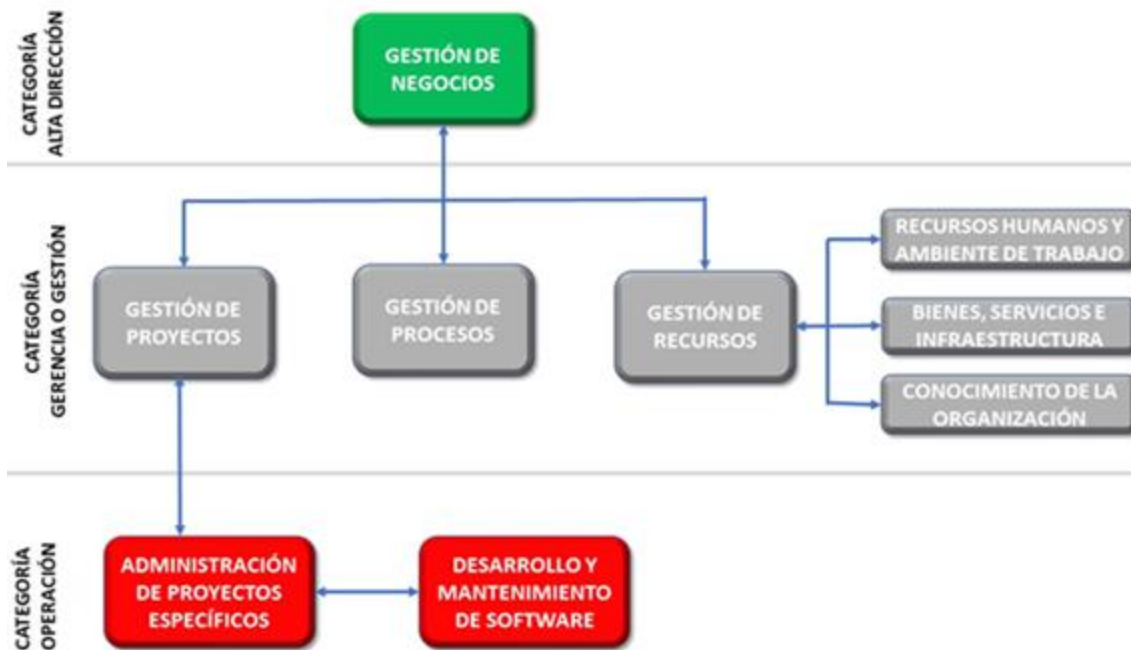 CATEGORÍA
ALTA DIRECCIÓN
GESTIÓN DE
NEGOCIOS
CATEGORÍA
GERENCIA O GESTIÓN
GESTIÓN DE
PROYECTOS
GESTIÓN DE
PROCESOS
GESTIÓN DE
RECURSOS
RECURSOS HUMANOS Y
AMBIENTE DE TRABAJO
BIENES, SERVICIOS E
INFRAESTRUCTURA
CONOCIMIENTO DE LA
ORGANIZACIÓN
CATEGORÍA
OPERACIÓN
ADMINISTRACIÓN
DE PROYECTOS
ESPECÍFICOS
DESARROLLO Y
MANTENIMIENTO
DE SOFTWARE